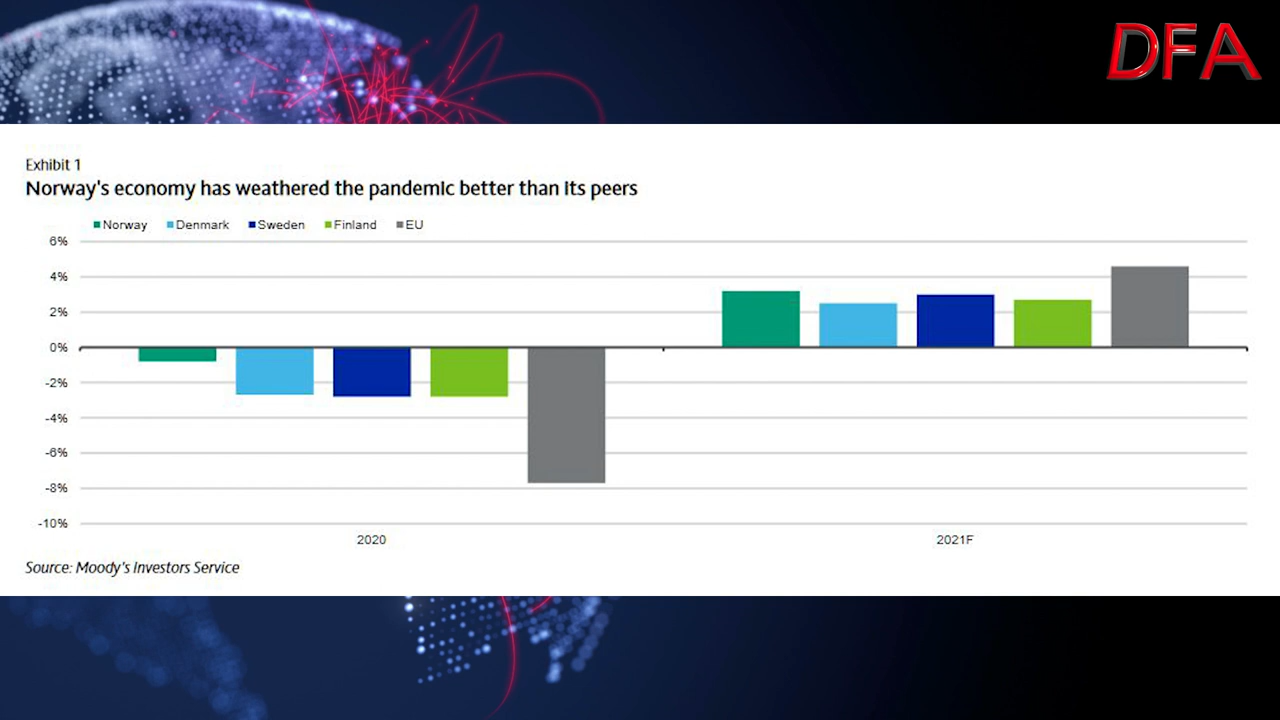 DFA
Exhibit 1
Norway's economy has weathered the pandemic better than its peers
Norway Denmark Sweden Finland EU
6%
4%
2%
0%
-2%
-4%
-6%
-8%
-10%
2020 2021F
Source: Moody's Investors Service